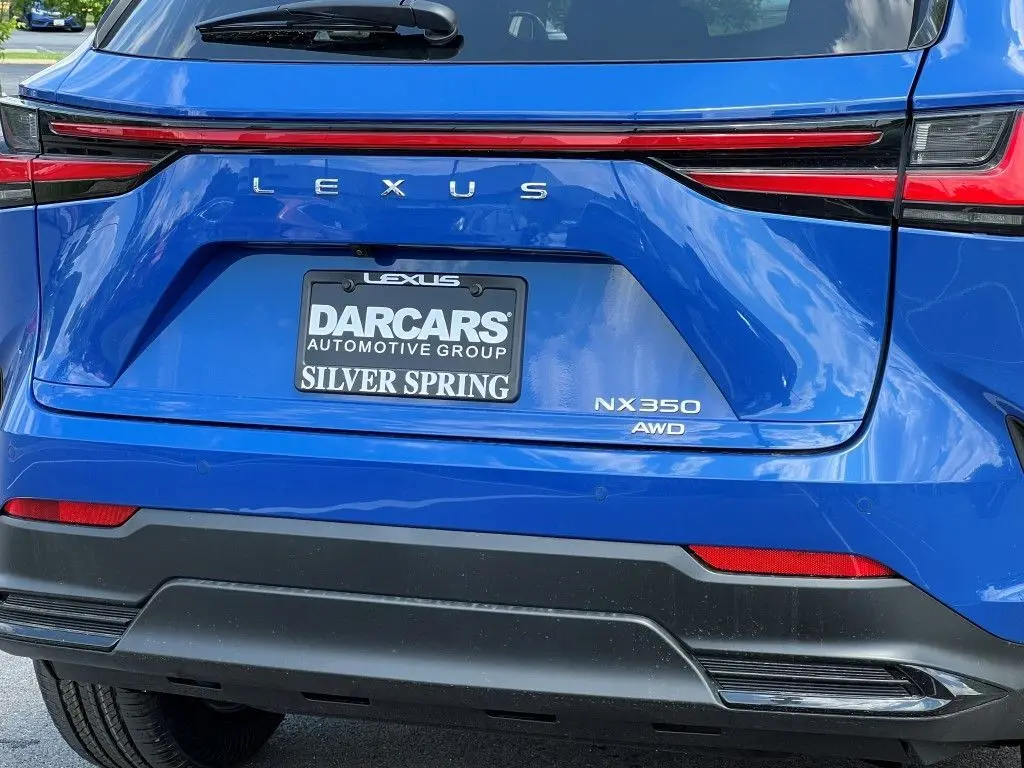 LEXUS
LEXUS
DARCARS®
AUTOMOTIVE GROUP
SILVER SPRING
NX350
AWD